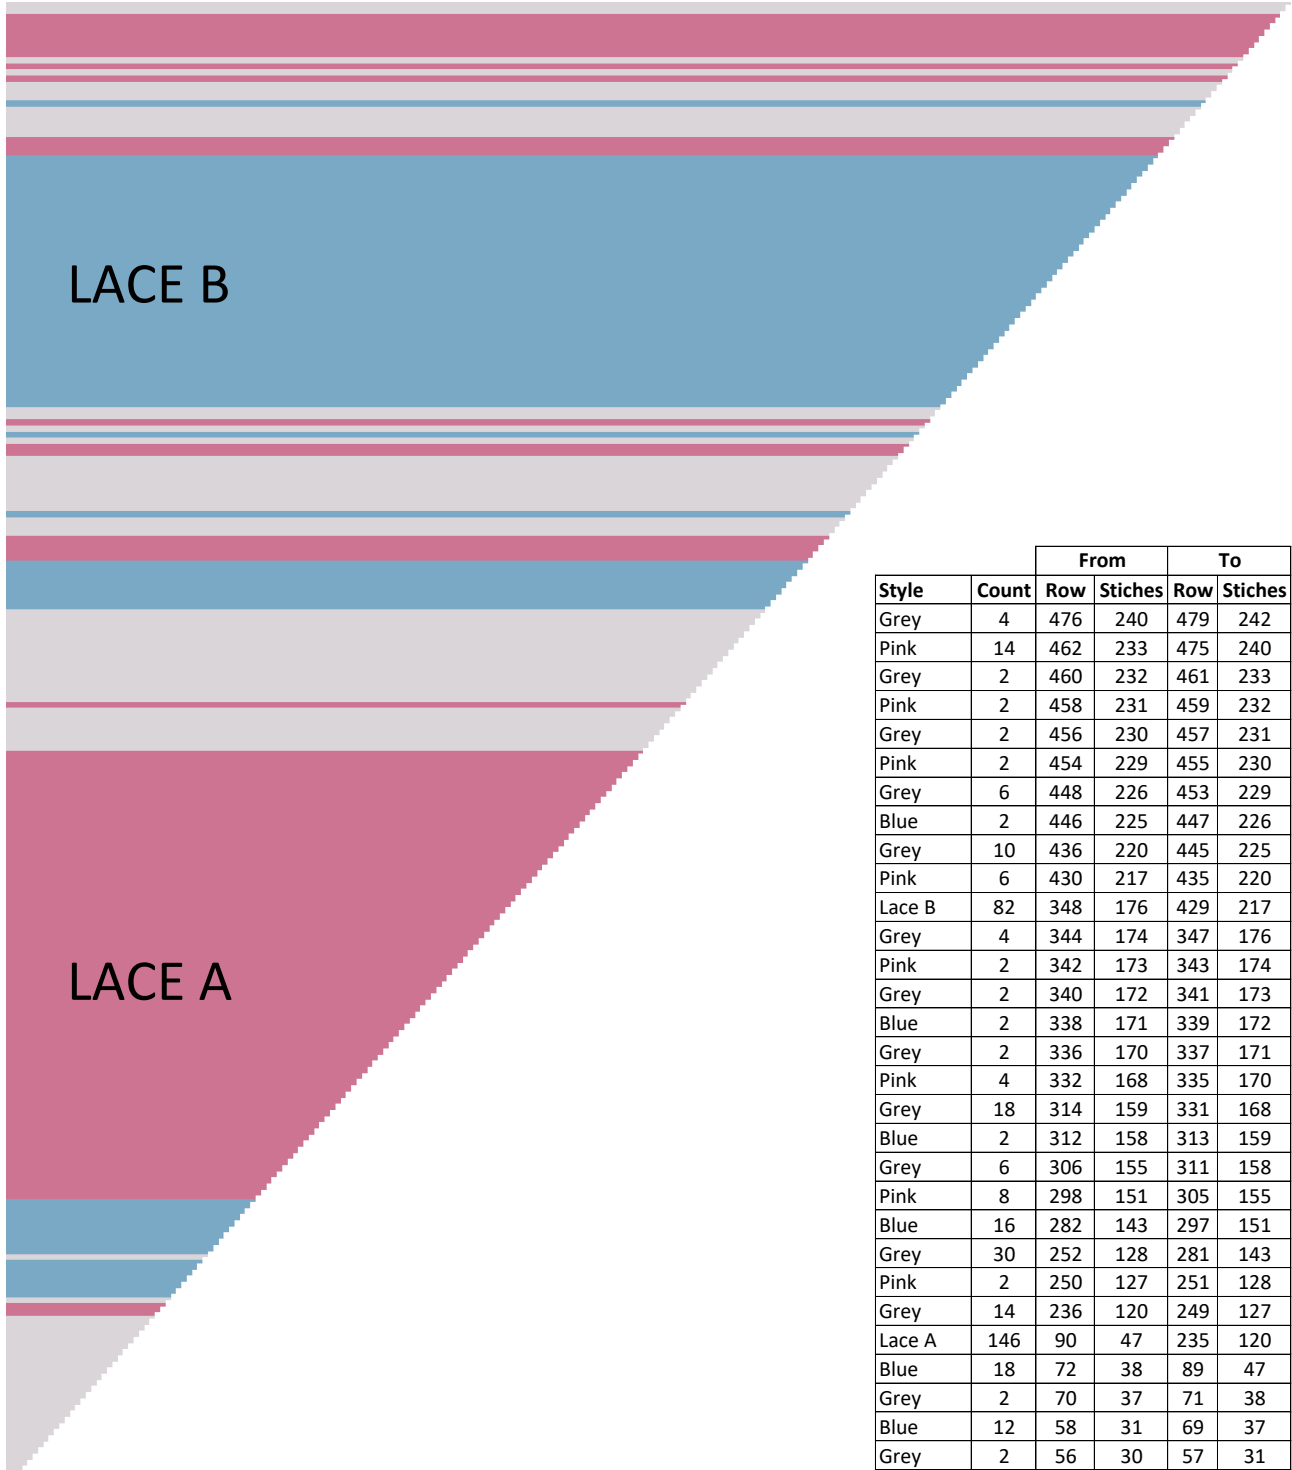 LACE B
LACE A
From To
Style Count Row Stiches Row Stiches
Grey 4 476 240 479 242
Pink 14 462 233 475 240
Grey 2 460 232 461 233
Pink 2 458 231 459 232
Grey 2 456 230 457 231
Pink 2 454 229 455 230
Grey 6 448 226 453 229
Blue 2 446 225 447 226
Grey 10 436 220 445 225
Pink 6 430 217 435 220
Lace B 82 348 176 429 217
Grey 4 344 174 347 176
Pink 2 342 173 343 174
Grey 2 340 172 341 173
Blue 2 338 171 339 172
Grey 2 336 170 337 171
Pink 4 332 168 335 170
Grey 18 314 159 331 168
Blue 2 312 158 313 159
Grey 6 306 155 311 158
Pink 8 298 151 305 155
Blue 16 282 143 297 151
Grey 30 252 128 281 143
Pink 2 250 127 251 128
Grey 14 236 120 249 127
Lace A 146 90 47 235 120
Blue 18 72 38 89 47
Grey 2 70 37 71 38
Blue 12 58 31 69 37
Grey 2 56 30 57 31